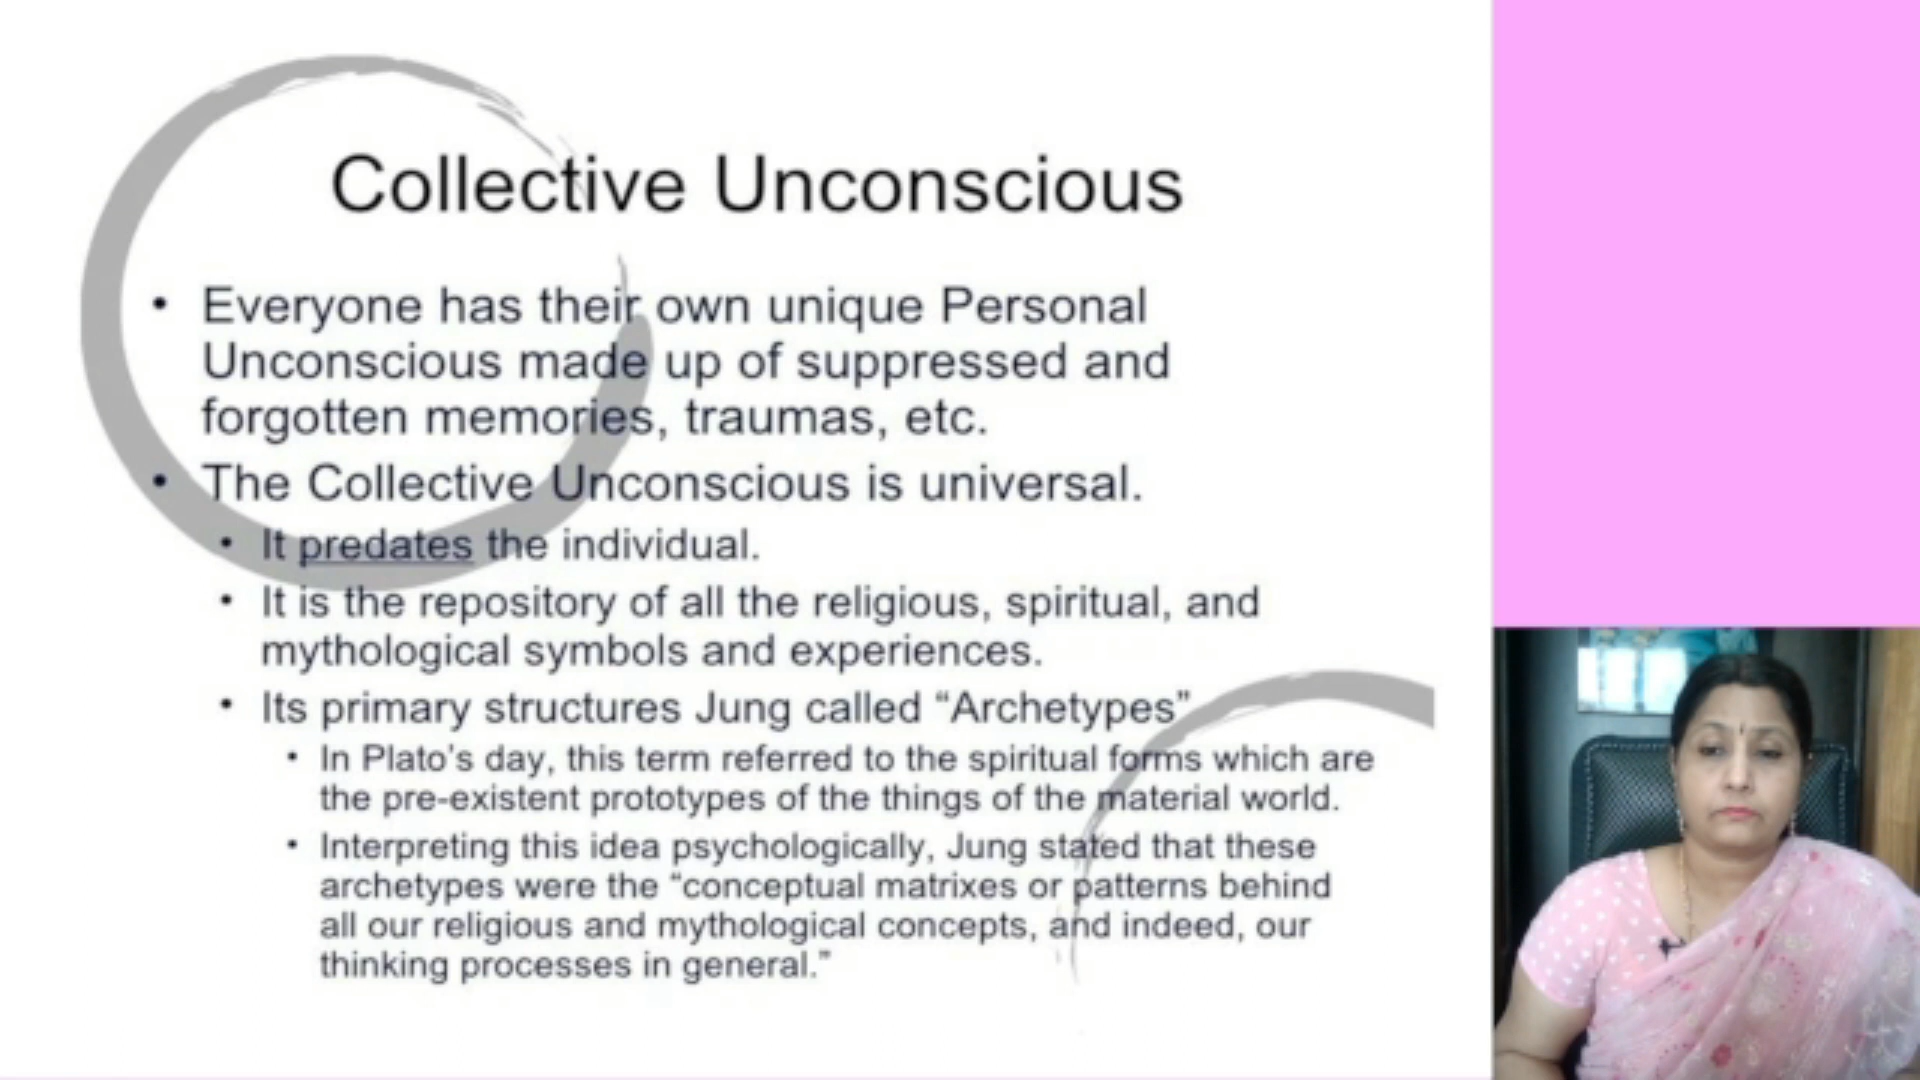 Collective Unconscious
• Everyone has their own unique Personal
Unconscious made up of suppressed and
forgotten memories, traumas, etc.
• The Collective Unconscious is universal.
• It predates the individual.
• It is the repository of all the religious, spiritual, and
mythological symbols and experiences.
• Its primary structures Jung called “Archetypes”
• In Plato’s day, this term referred to the spiritual forms which are
the pre-existent prototypes of the things of the material world.
• Interpreting this idea psychologically, Jung stated that these
archetypes were the “conceptual matrixes or patterns behind
all our religious and mythological concepts, and indeed, our
thinking processes in general.”